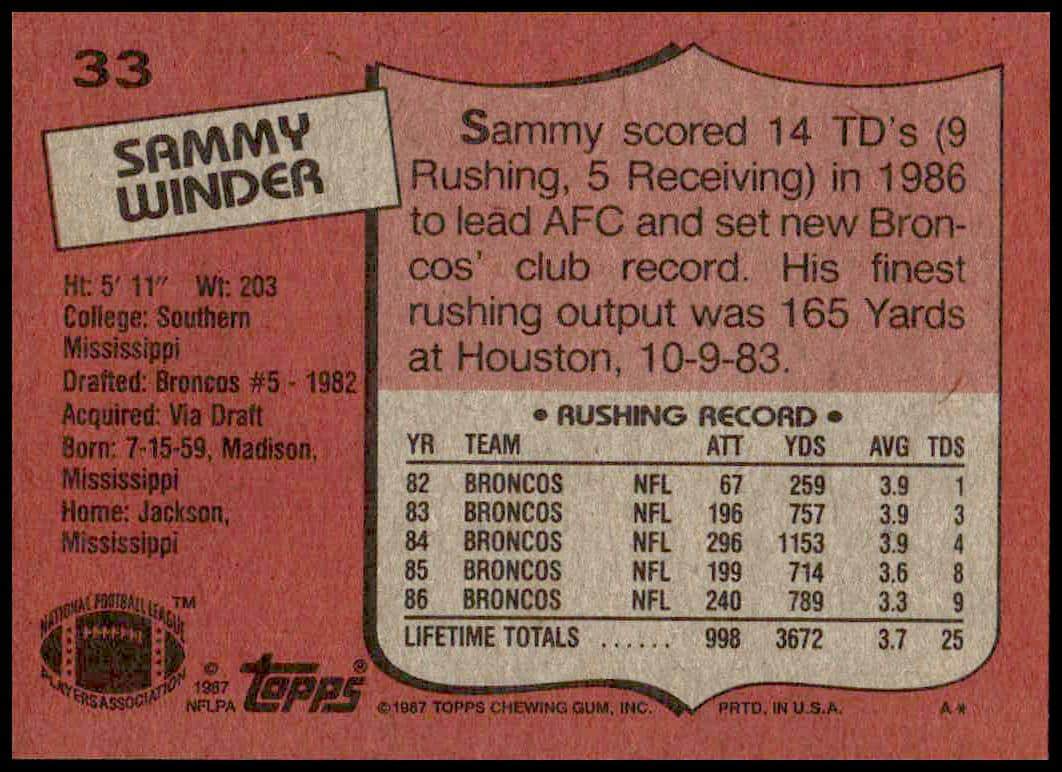 33
SAMMY
WINDER
Ht: 5' 11" Wt: 203
College: Southern
Mississippi
Drafted: Broncos #5 - 1982
Acquired: Via Draft
Born: 7-15-59, Madison,
Mississippi
Home: Jackson,
Mississippi
NATIONAL FOOTBALL LEAGUE
PLAYERS ASSOCIATION
TM
©
1987
NFLPA
topps®
Sammy scored 14 TD's (9
Rushing, 5 Receiving) in 1986
to lead AFC and set new Bron-
cos' club record. His finest
rushing output was 165 Yards
at Houston, 10-9-83.
• RUSHING RECORD •
YR TEAM ATT YDS AVG TDS
82 BRONCOS NFL 67 259 3.9 1
83 BRONCOS NFL 196 757 3.9 3
84 BRONCOS NFL 296 1153 3.9 4
85 BRONCOS NFL 199 714 3.6 8
86 BRONCOS NFL 240 789 3.3 9
LIFETIME TOTALS ...... 998 3672 3.7 25
©1987 TOPPS CHEWING GUM, INC. PRTD. IN U.S.A. A*